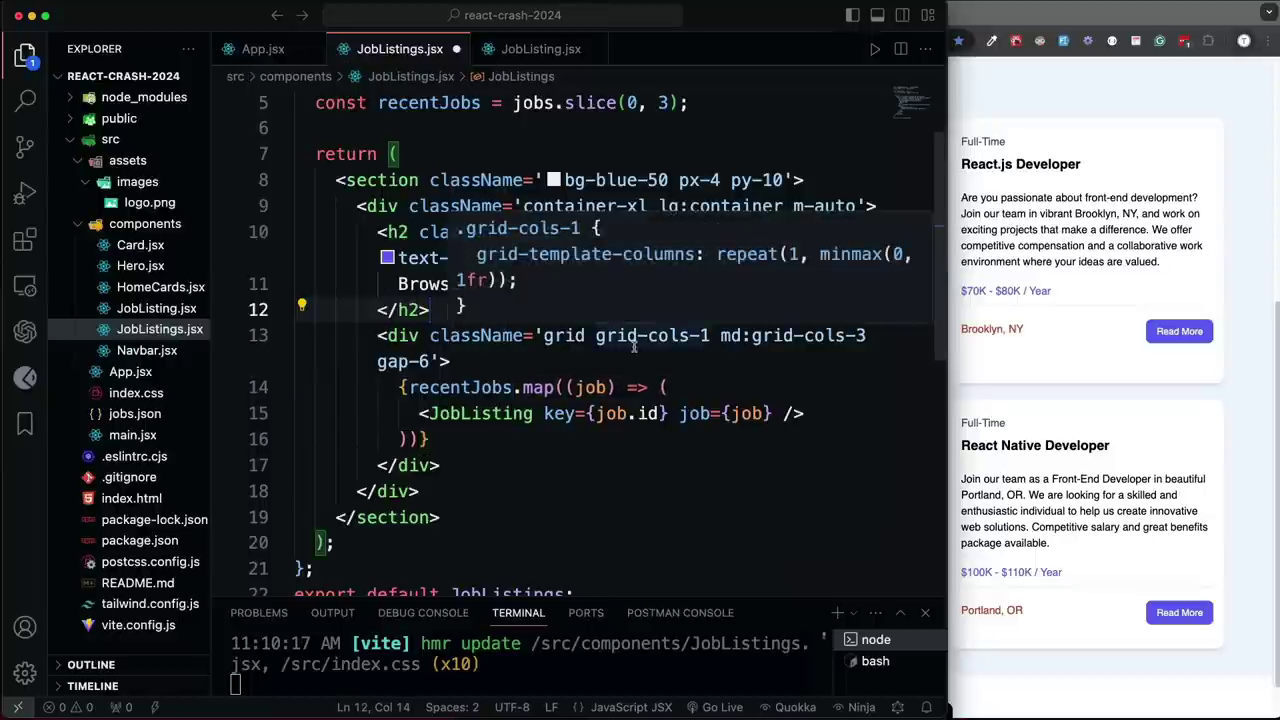 react-crash-2024
EXPLORER
App.jsx
JobListings.jsx
JobListing.jsx
REACT-CRASH-2024
src
components
JobListings.jsx
JobListings
node_modules
public
src
assets
images
logo.png
components
Card.jsx
Hero.jsx
HomeCards.jsx
JobListing.jsx
JobListings.jsx
Navbar.jsx
App.jsx
index.css
jobs.json
main.jsx
.eslintrc.cjs
.gitignore
index.html
package-lock.json
package.json
postcss.config.js
README.md
tailwind.config.js
vite.config.js
OUTLINE
TIMELINE
5 const recentJobs = jobs.slice(0, 3);
6
7 return (
8 <section className='bg-blue-50 px-4 py-10'>
9 <div className='container-xl lg:container m-auto'>
10 <h2 cla
text-
11 Brows
12 </h2>
.grid-cols-1 {
grid-template-columns: repeat(1, minmax(0,
1fr));
}
13 <div className='grid grid-cols-1 md:grid-cols-3
gap-6'>
14 {recentJobs.map((job) => (
15 <JobListing key={job.id} job={job} />
16 ))}
17 </div>
18 </div>
19 </section>
20 );
21 };
22 export default JobListings;
PROBLEMS
OUTPUT
DEBUG CONSOLE
TERMINAL
PORTS
POSTMAN CONSOLE
11:10:17 AM [vite] hmr update /src/components/JobListings.
jsx, /src/index.css (x10)
node
bash
0 0 0
Ln 12, Col 14
Spaces: 2
UTF-8
LF
{ } JavaScript JSX
Go Live
Quokka
Ninja
T
Full-Time
React.js Developer
Are you passionate about front-end development?
Join our team in vibrant Brooklyn, NY, and work on
exciting projects that make a difference. We offer
competitive compensation and a collaborative work
environment where your ideas are valued.
$70K - $80K / Year
Brooklyn, NY
Read More
Full-Time
React Native Developer
Join our team as a Front-End Developer in beautiful
Portland, OR. We are looking for a skilled and
enthusiastic individual to help us create innovative
web solutions. Competitive salary and great benefits
package available.
$100K - $110K / Year
Portland, OR
Read More